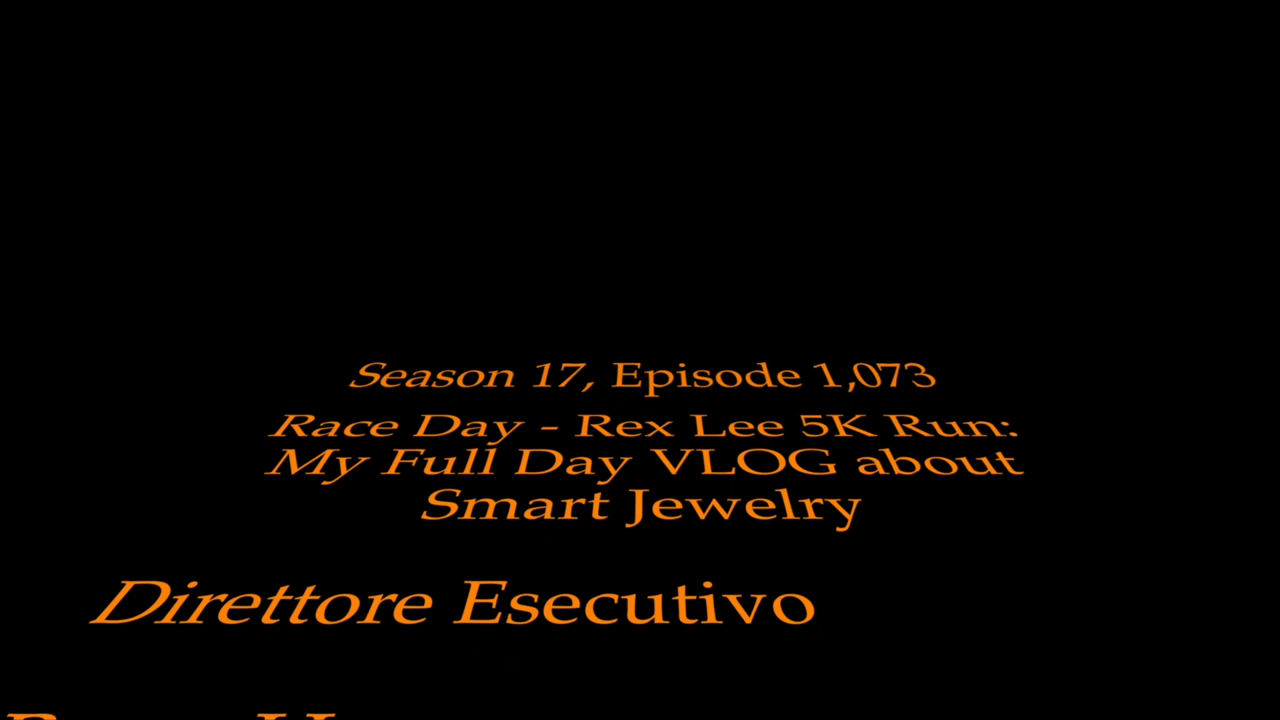 Season 17, Episode 1,073
Race Day - Rex Lee 5K Run:
My Full Day VLOG about
Smart Jewelry
Direttore Esecutivo